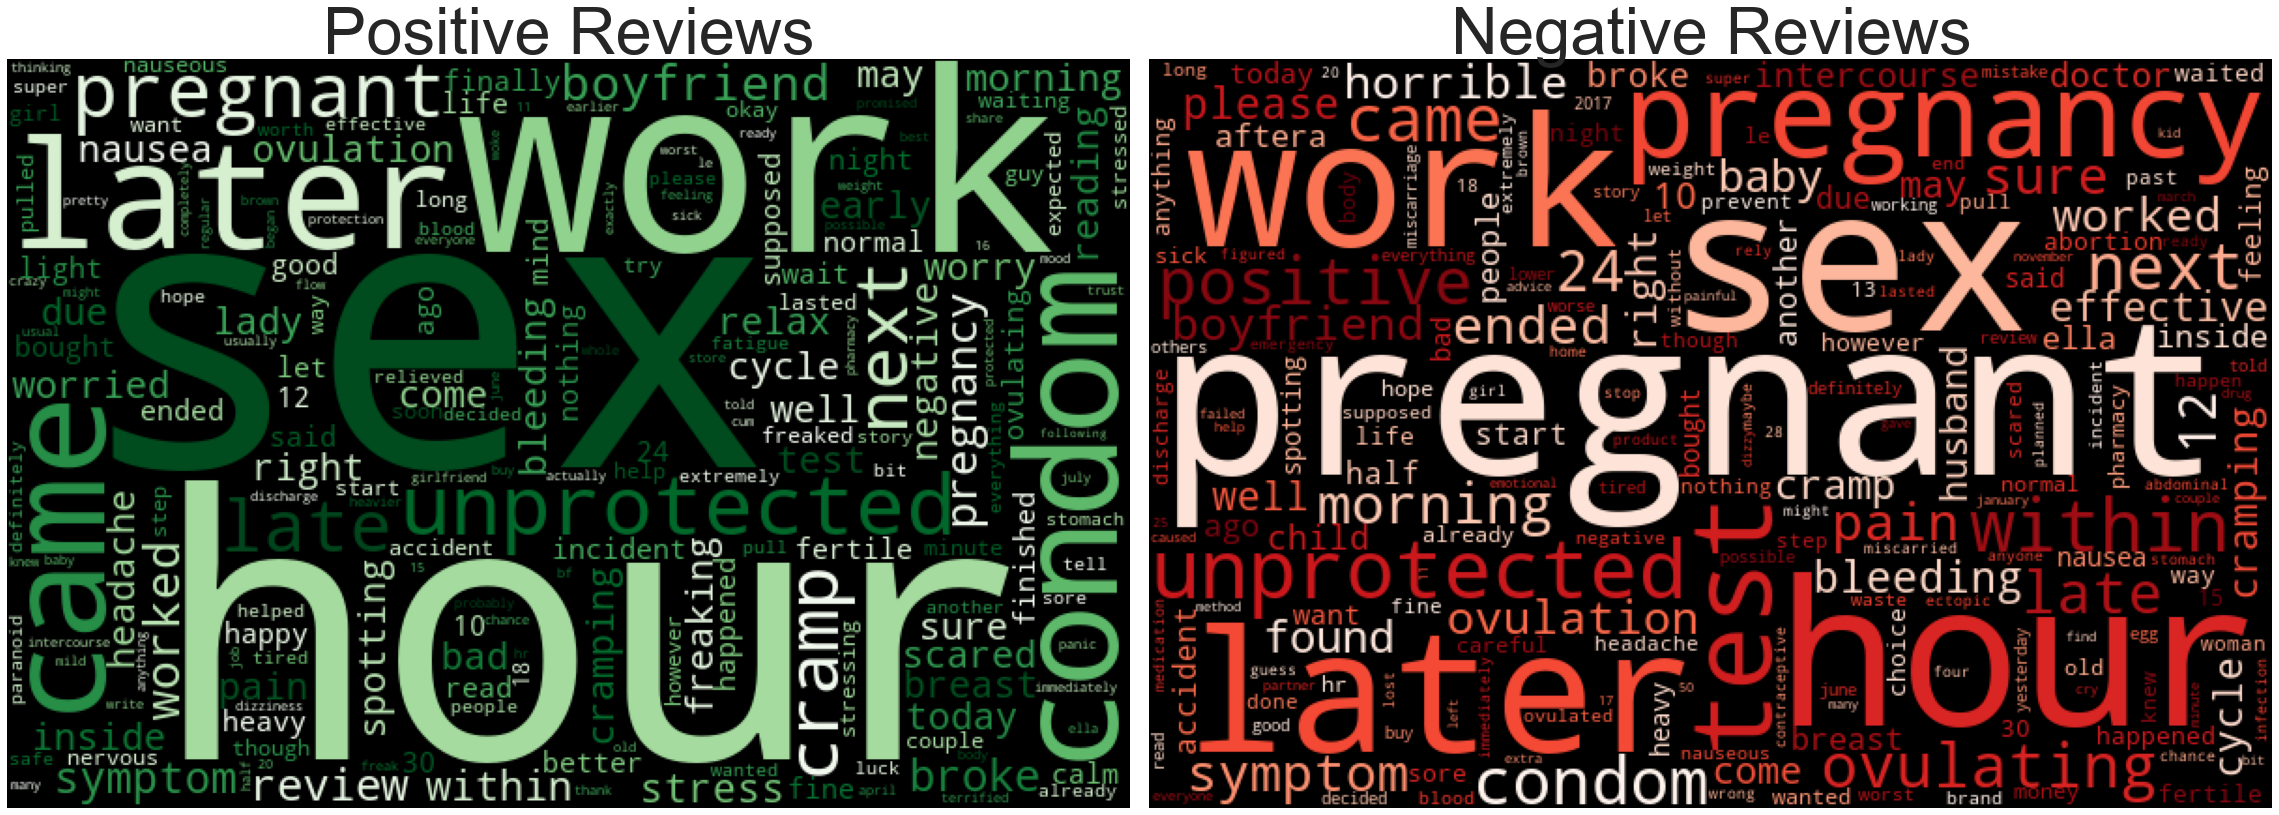 Positive Reviews
Negative Reviews
thinking
nauseous
super
pregnant
finally
boyfriend
may
morning
girl
life
earlier
11
okay
promised
waiting
share
want
worth
effective
ready
best
nausea
ovulation
work
expected
reading
stressed
later
pulled
pretty
completely
regular
brown
began
protection
long
blood
everyone
woke
exactly
worst
le
please
weight
feeling
sick
possible
supposed
night
early
guy
normal
16
light
good
flow
crazy
might
hope
way
ago
sex
mind
try
wait
worry
mood
trust
due
lady
usually
usual
bought
let
12
relieved
come
soon
decided
june
bleeding
nothing
whole
relax
fatigue
store
lasted
pharmacy
cycle
next
negative
ovulating
protected
condom
worried
ended
said
right
start
girlfriend
buy
actually
24
help
told
cum
well
freaked
story
test
bit
extremely
pregnancy
everything
following
july
came
definitely
knew
baby
headache
step
discharge
heavier
late
unprotected
finished
stomach
accident
15
bf
incident
pull
fertile
minute
tell
sore
worked
helped
happy
tired
job
spotting
probably
chance
10
hr
bad
18
read
people
hour
cramping
however
freaking
happened
cramp
stressing
another
sure
scared
breast
panic
immediately
paranoid
intercourse
mild
anything
write
dizziness
pain
heavy
today
ella
inside
though
couple
body
safe
nervous
many
symptom
half
20
review
within
freak
old
30
better
wanted
thank
stress
fine
april
luck
broke
terrified
calm
already
long
today
20
horrible
broke
super
intercourse
mistake
doctor
waited
please
came
2017
pregnancy
aftera
night
le
kid
anything
work
18
miscarriage
extremely
brown
story
body
weight
10
let
baby
prevent
end
due
may
working
sure
pull
past
march
worked
feeling
sick
figured
everything
positive
people
lower
advice
24
right
without
painful
sex
another
rely
lady
13
lasted
november
said
abortion
ready
next
effective
boyfriend
bad
ended
worse
home
though
however
review
ella
inside
others
emergency
pregnant
discharge
failed
help
spotting
hope
supposed
life
half
girl
start
stop
product
bought
dizzy
maybe
28
definitely
gave
husband
scared
planned
incident
pharmacy
happen
drug
told
12
cramping
well
emotional
tired
nothing
cramp
january
normal
abdominal
couple
25
caused
ago
child
morning
already
negative
test
possible
might
step
pain
miscarried
within
anyone
nausea
stomach
unprotected
medication
method
want
fine
ovulation
bleeding
waste
ectopic
late
way
15
accident
found
careful
headache
contraceptive
choice
four
find
egg
woman
old
yesterday
cry
guess
partner
done
good
later
hr
lost
buy
left
immediately
ovulated
17
50
heavy
hour
june
many
knew
minute
infection
cycle
read
nauseous
breast
30
happened
chance
bit
symptom
sore
extra
condom
wrong
come
wanted
ovulating
worst
brand
money
fertile
everyone
decided
blood